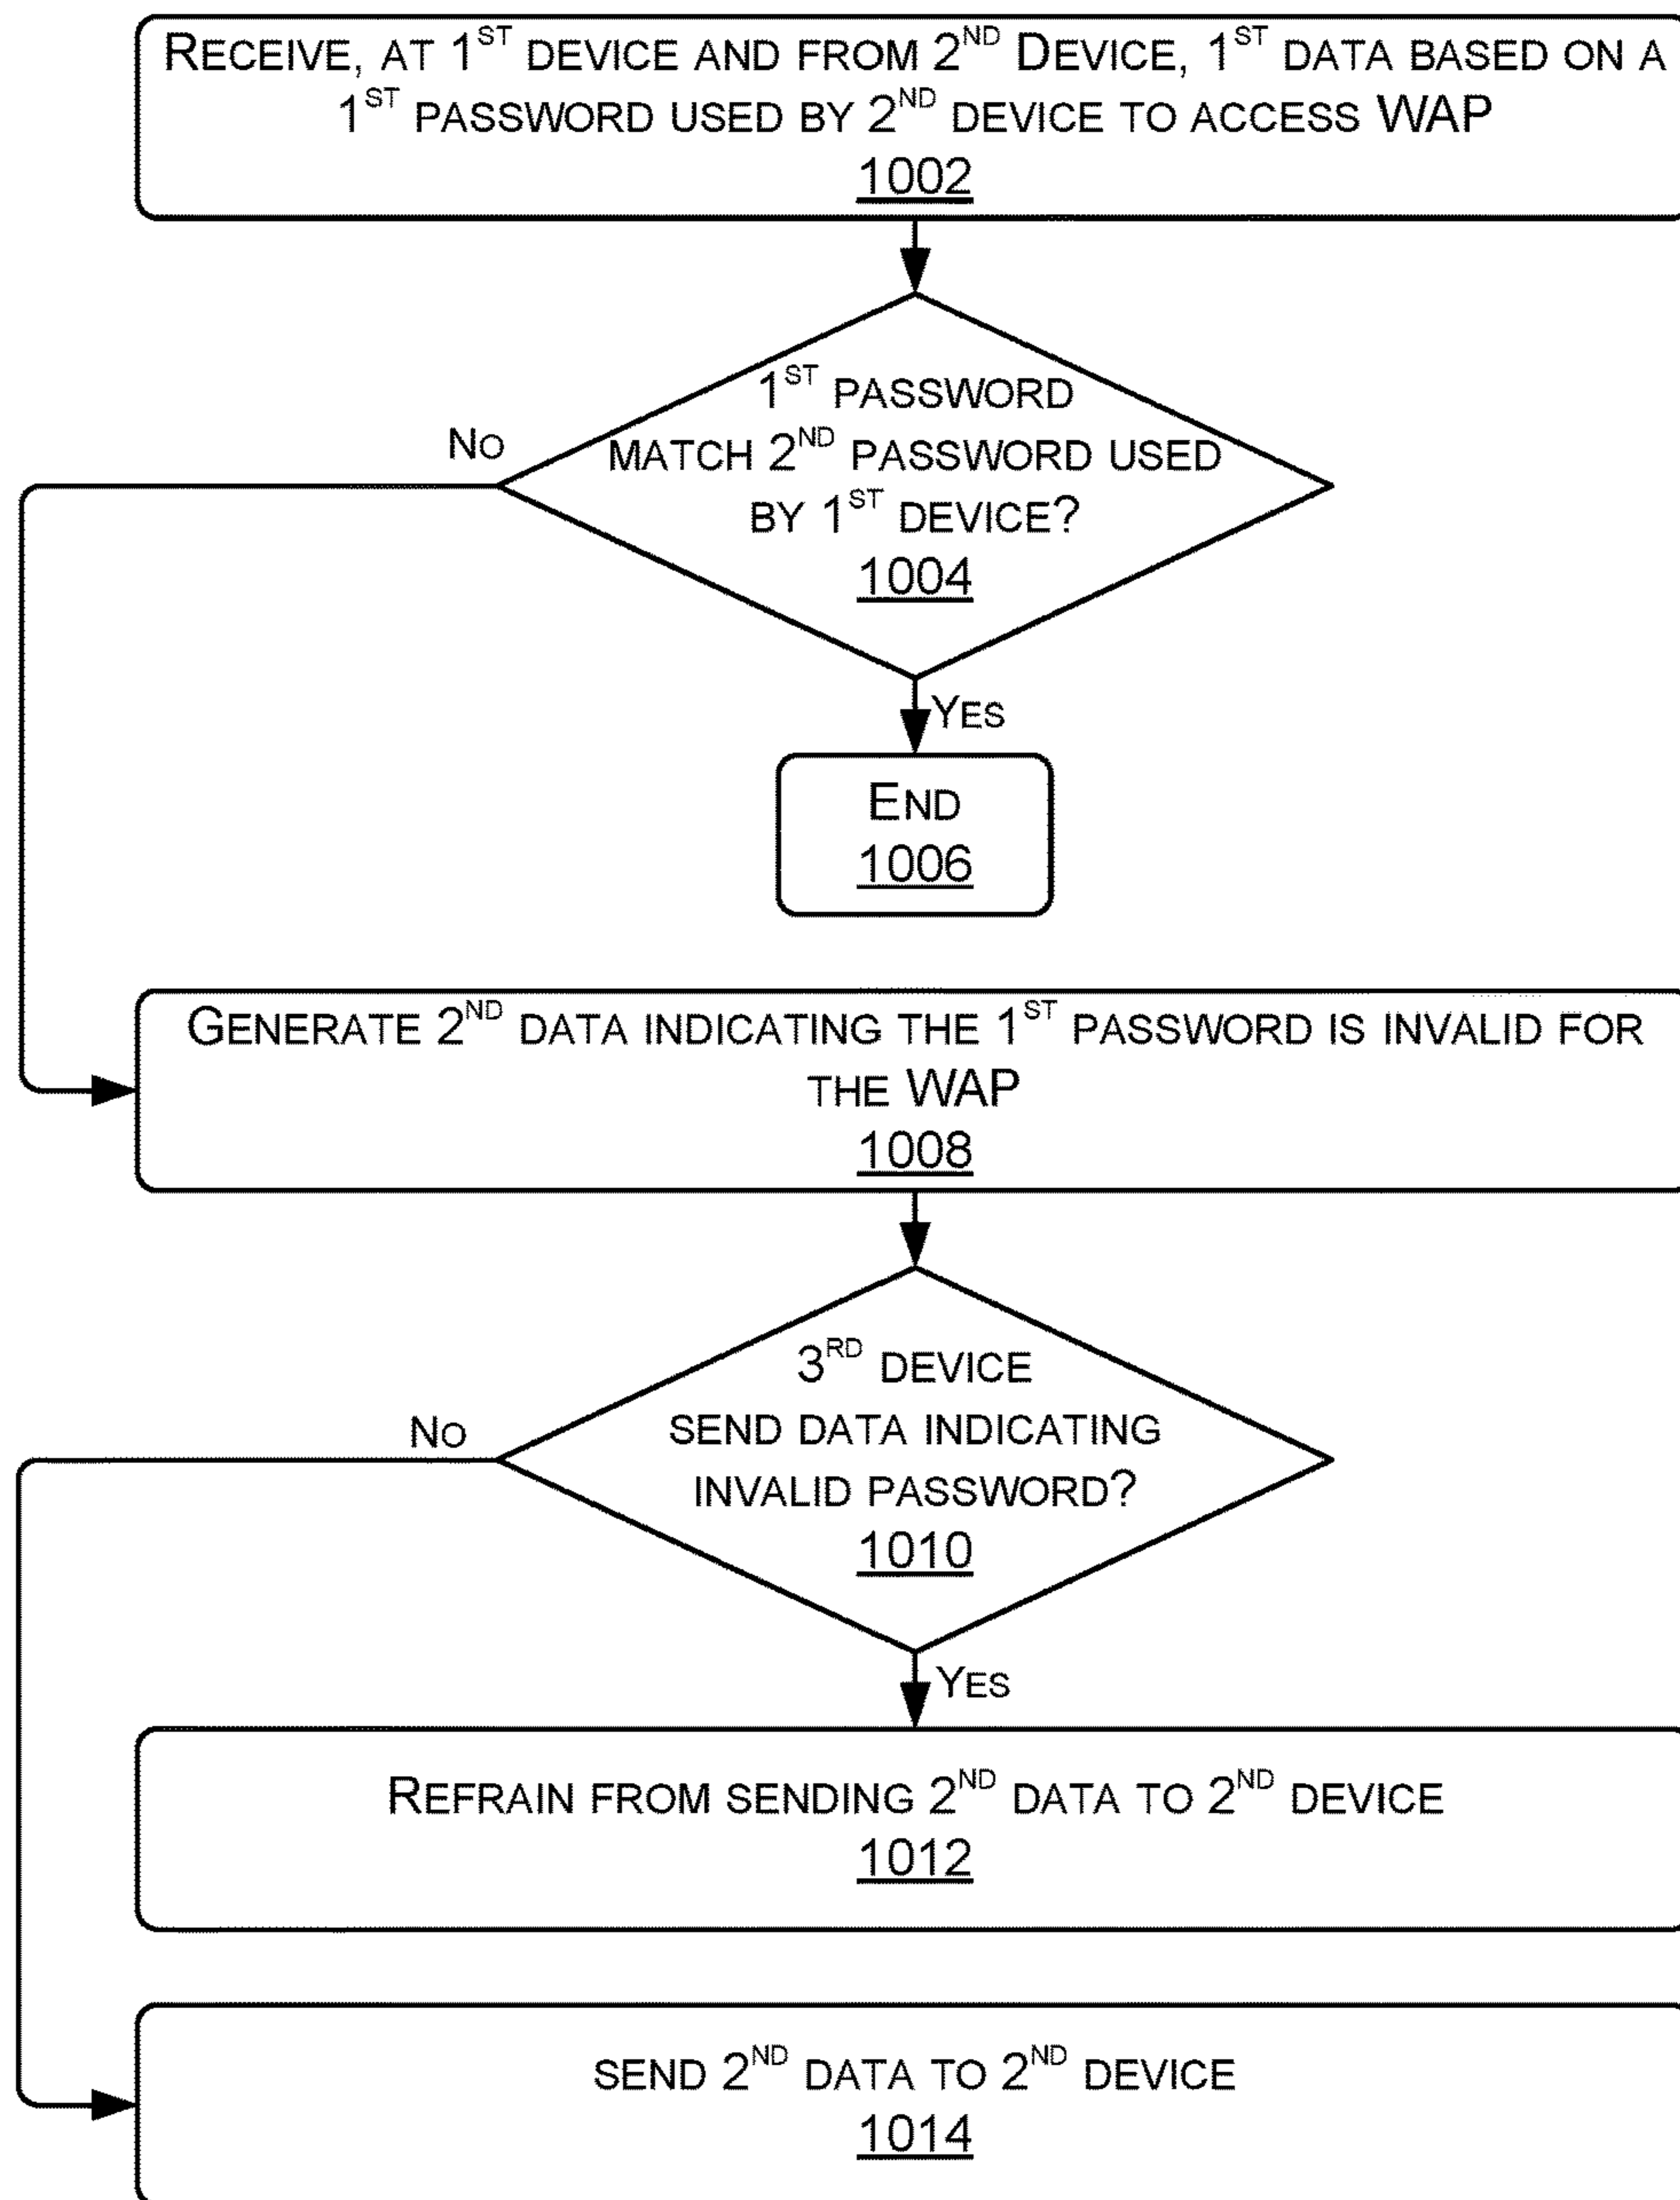 RECEIVE, AT 1ST DEVICE AND FROM 2ND DEVICE, 1ST DATA BASED ON A
1ST PASSWORD USED BY 2ND DEVICE TO ACCESS WAP
1002
1ST PASSWORD
MATCH 2ND PASSWORD USED
BY 1ST DEVICE?
1004
NO
YES
END
1006
GENERATE 2ND DATA INDICATING THE 1ST PASSWORD IS INVALID FOR
THE WAP
1008
3RD DEVICE
SEND DATA INDICATING
INVALID PASSWORD?
1010
NO
YES
REFRAIN FROM SENDING 2ND DATA TO 2ND DEVICE
1012
SEND 2ND DATA TO 2ND DEVICE
1014